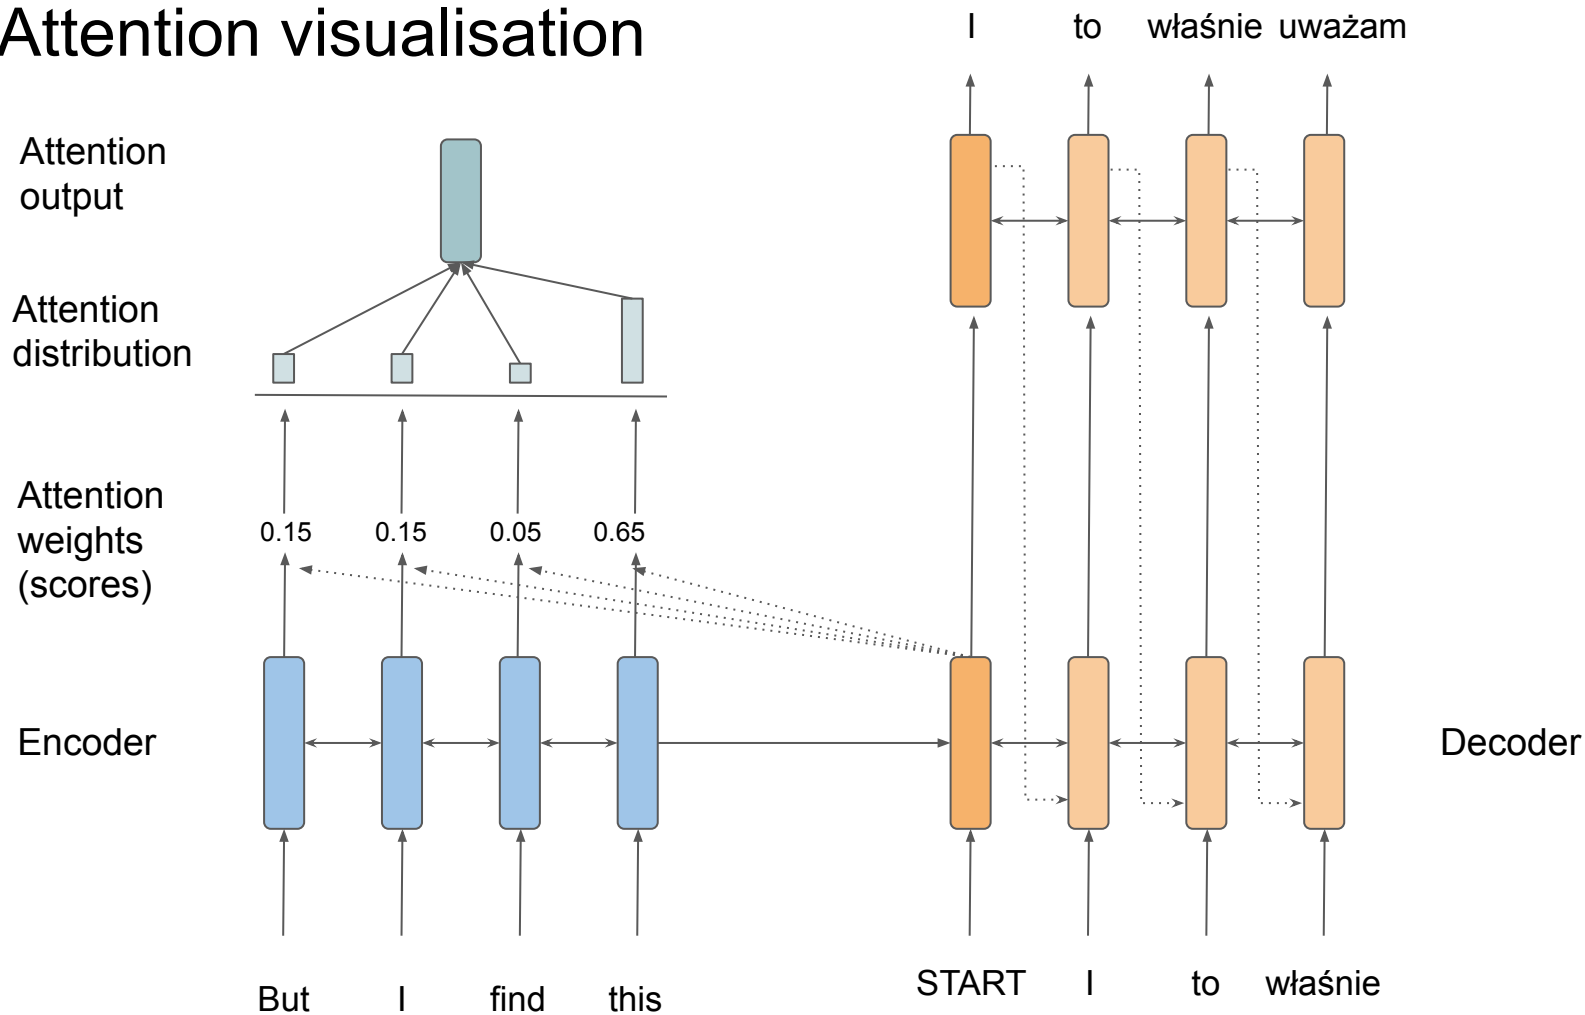 Attention visualisation
I to właśnie uważam
Attention
output
Attention
distribution
Attention
weights
(scores)
0.15 0.15 0.05 0.65
Encoder
Decoder
But I find this
START I to właśnie